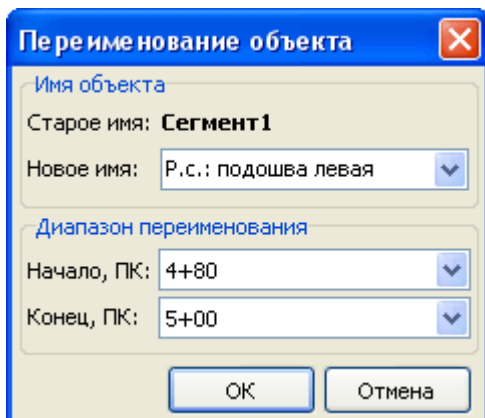 Переименование объекта
Имя объекта
Старое имя: Сегмент1
Новое имя: Р.с.: подошва левая
Диапазон переименования
Начало, ПК: 4+80
Конец, ПК: 5+00
ОК Отмена